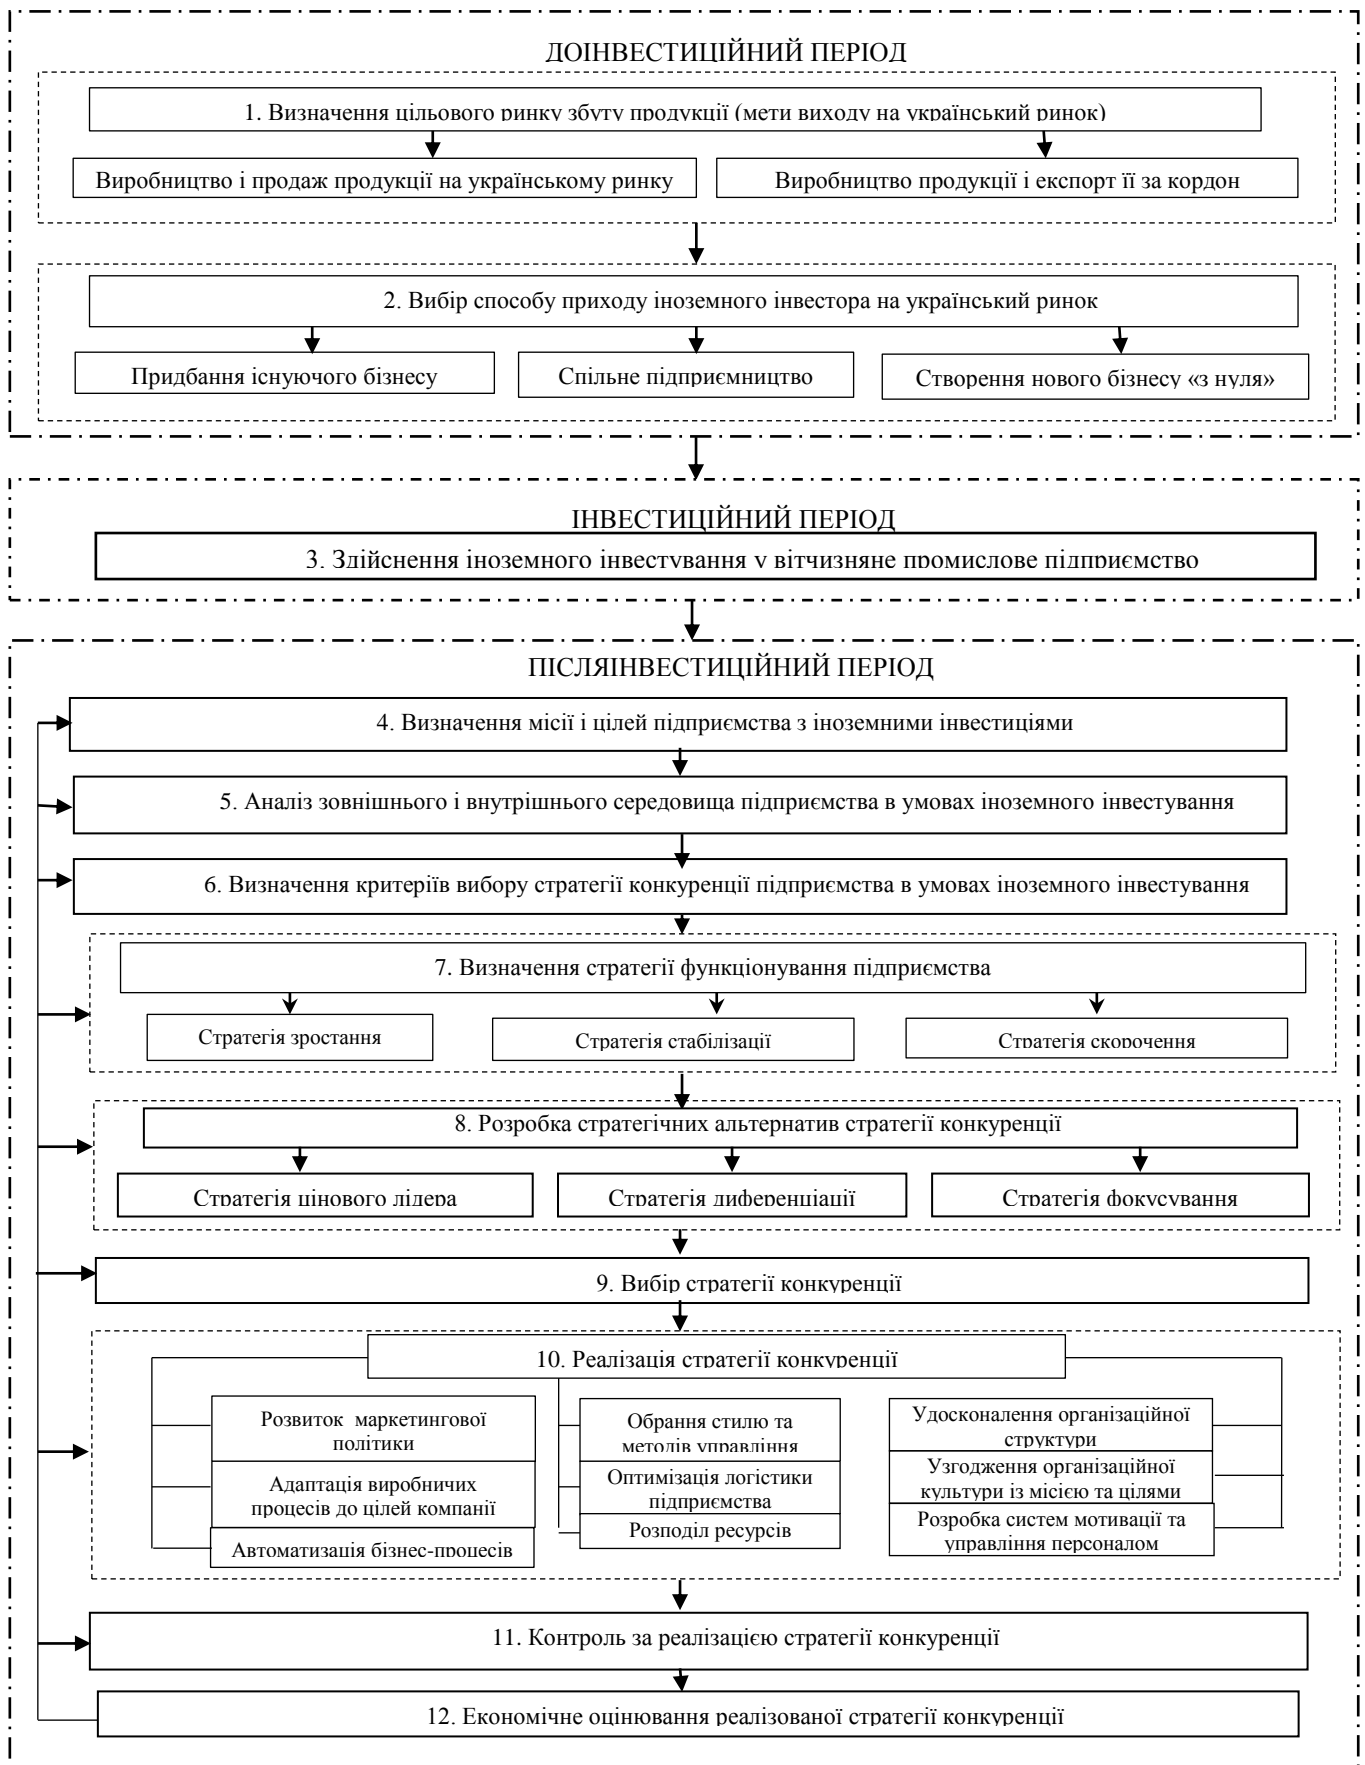 ДОІНВЕСТИЦІЙНИЙ ПЕРІОД
1. Визначення цільового ринку збуту продукції (мети виходу на український ринок)
Виробництво і продаж продукції на українському ринку
Виробництво продукції і експорт її за кордон
2. Вибір способу приходу іноземного інвестора на український ринок
Придбання існуючого бізнесу
Спільне підприємництво
Створення нового бізнесу «з нуля»
ІНВЕСТИЦІЙНИЙ ПЕРІОД
3. Здійснення іноземного інвестування у вітчизняне промислове підприємство
ПІСЛЯІНВЕСТИЦІЙНИЙ ПЕРІОД
4. Визначення місії і цілей підприємства з іноземними інвестиціями
5. Аналіз зовнішнього і внутрішнього середовища підприємства в умовах іноземного інвестування
6. Визначення критеріїв вибору стратегії конкуренції підприємства в умовах іноземного інвестування
7. Визначення стратегії функціонування підприємства
Стратегія зростання
Стратегія стабілізації
Стратегія скорочення
8. Розробка стратегічних альтернатив стратегії конкуренції
Стратегія цінового лідера
Стратегія диференціації
Стратегія фокусування
9. Вибір стратегії конкуренції
10. Реалізація стратегії конкуренції
Розвиток маркетингової
політики
Адаптація виробничих
процесів до цілей компанії
Автоматизація бізнес-процесів
Обрання стилю та
методів управління
Оптимізація логістики
підприємства
Розподіл ресурсів
Удосконалення організаційної
структури
Узгодження організаційної
культури із місією та цілями
Розробка систем мотивації та
управління персоналом
11. Контроль за реалізацією стратегії конкуренції
12. Економічне оцінювання реалізованої стратегії конкуренції